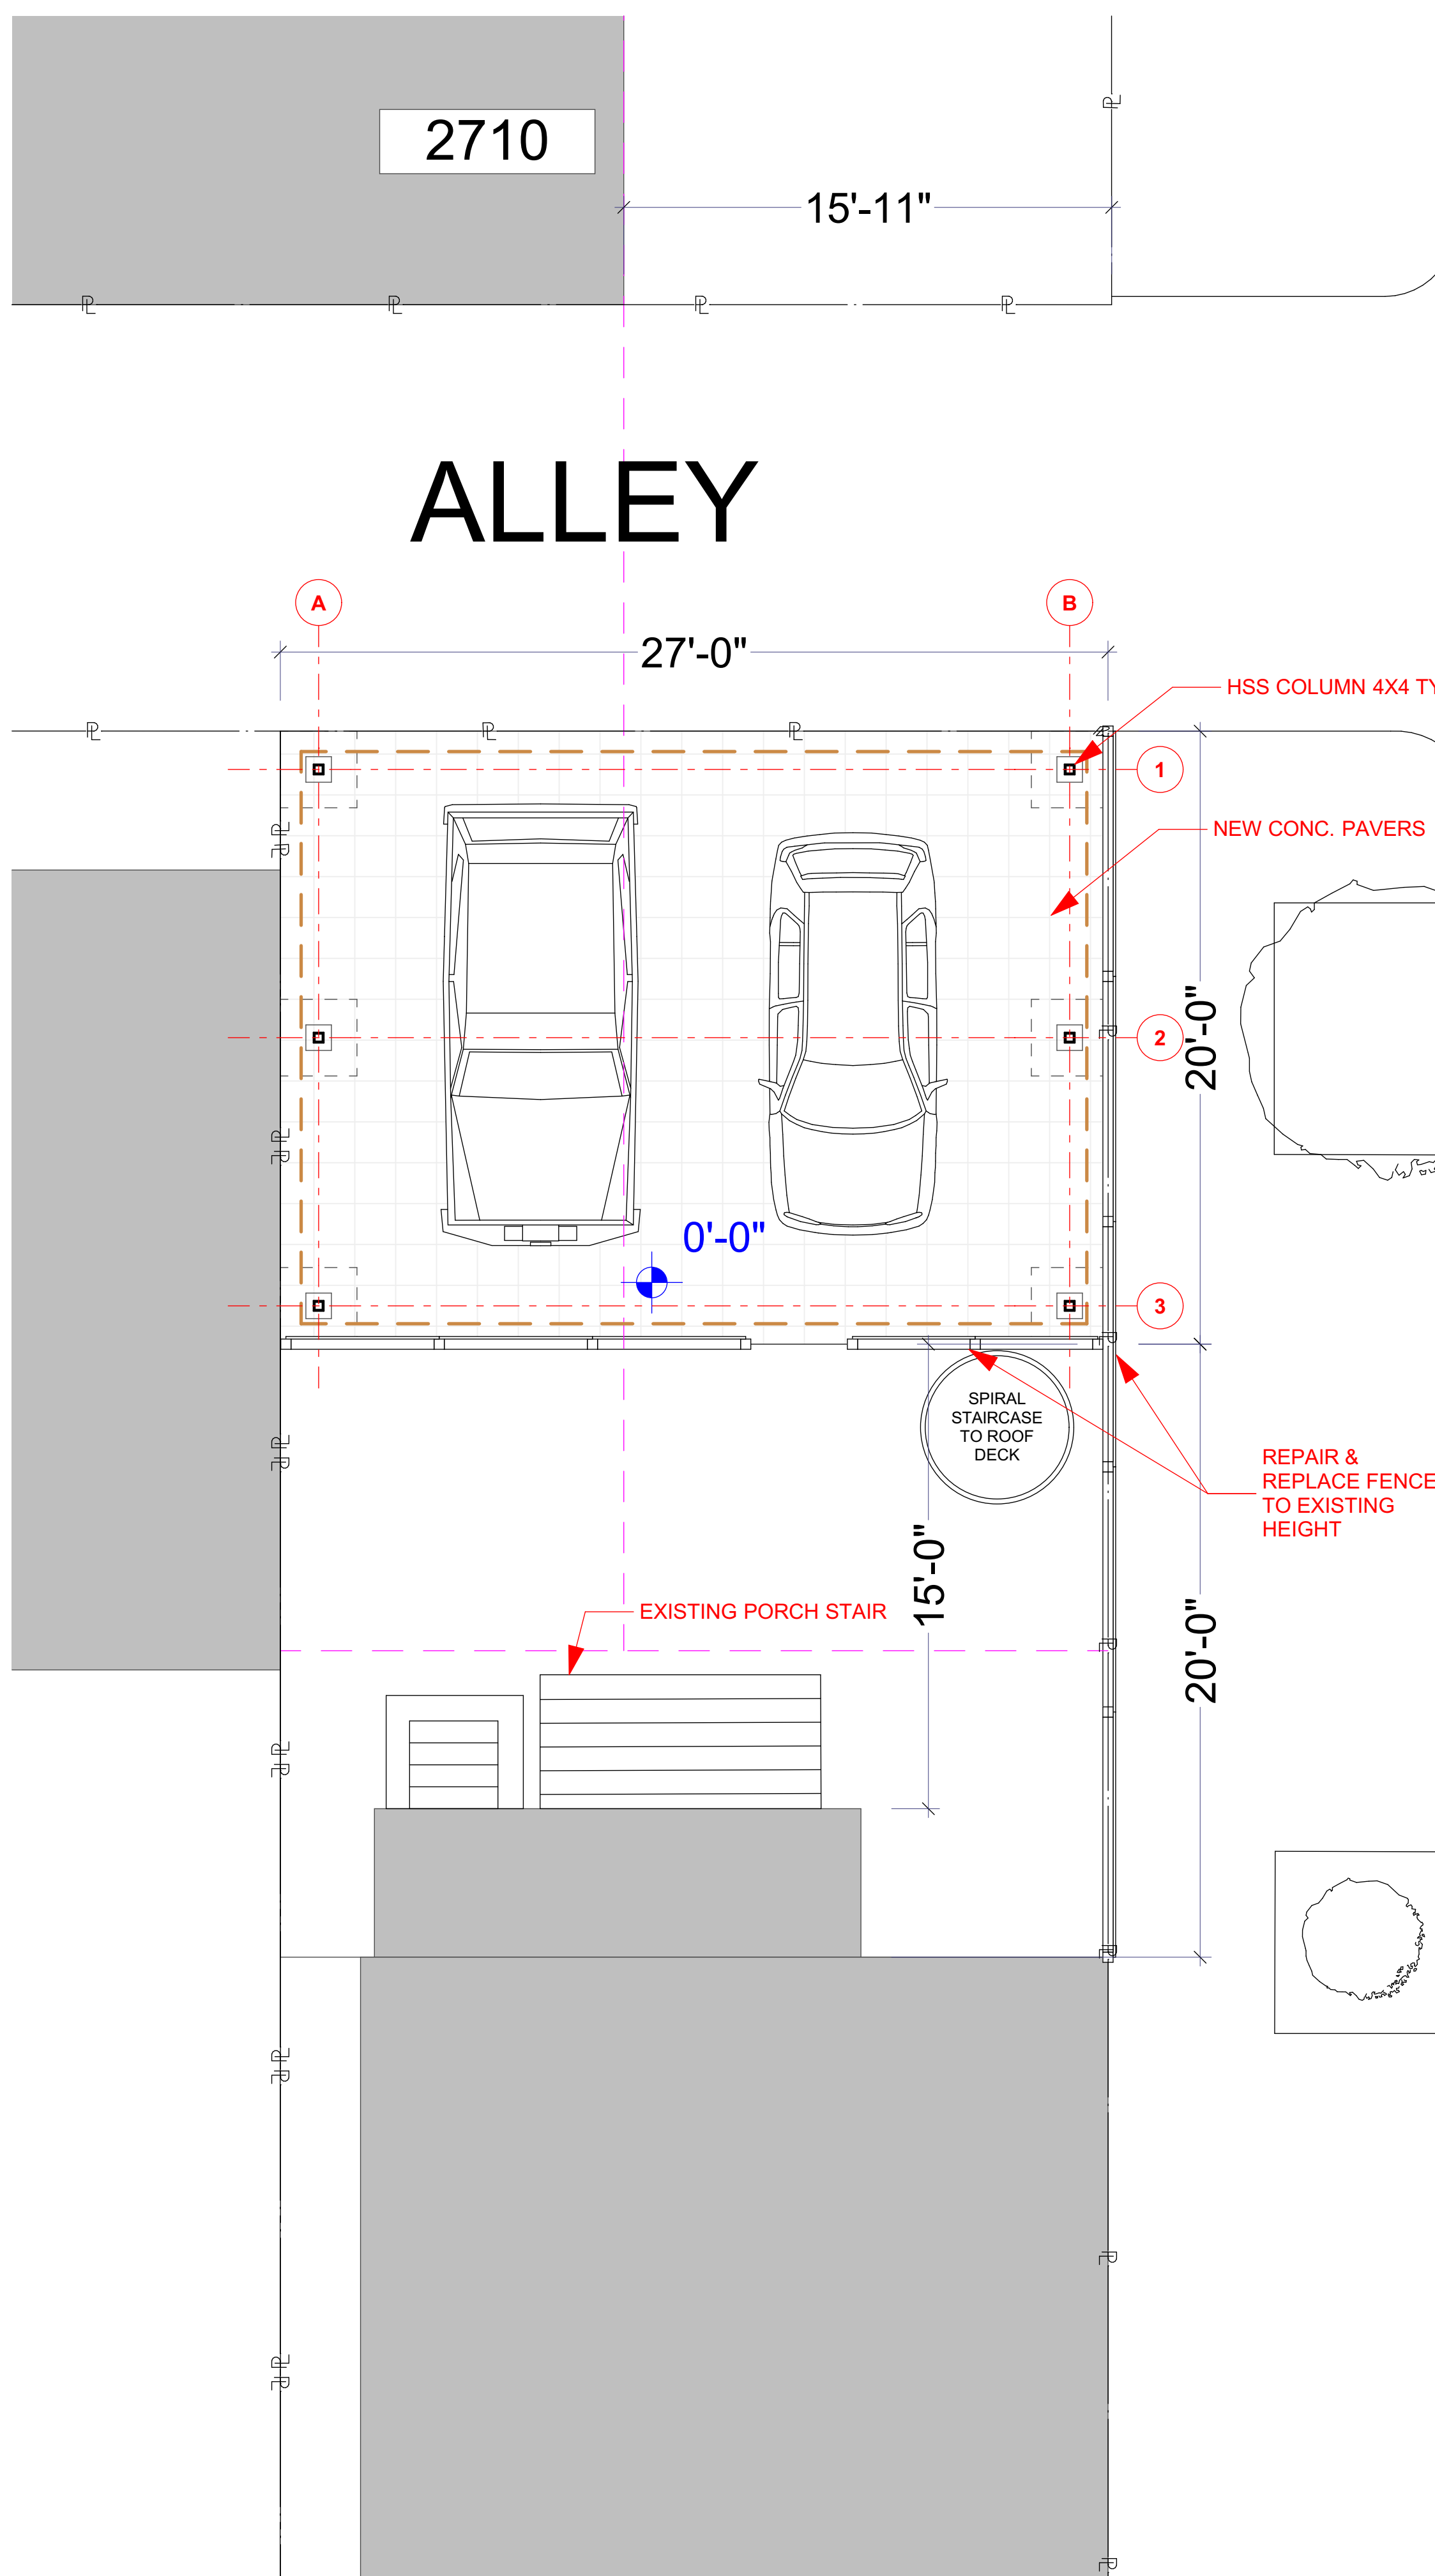 2710
15'-11"
ALLEY
A
B
27'-0"
HSS COLUMN 4X4
1
NEW CONC. PAVERS
2
20'-0"
0'-0"
3
SPIRAL
STAIRCASE
TO ROOF
DECK
REPAIR &
REPLACE FENCE
TO EXISTING
HEIGHT
15'-0"
EXISTING PORCH STAIR
20'-0"